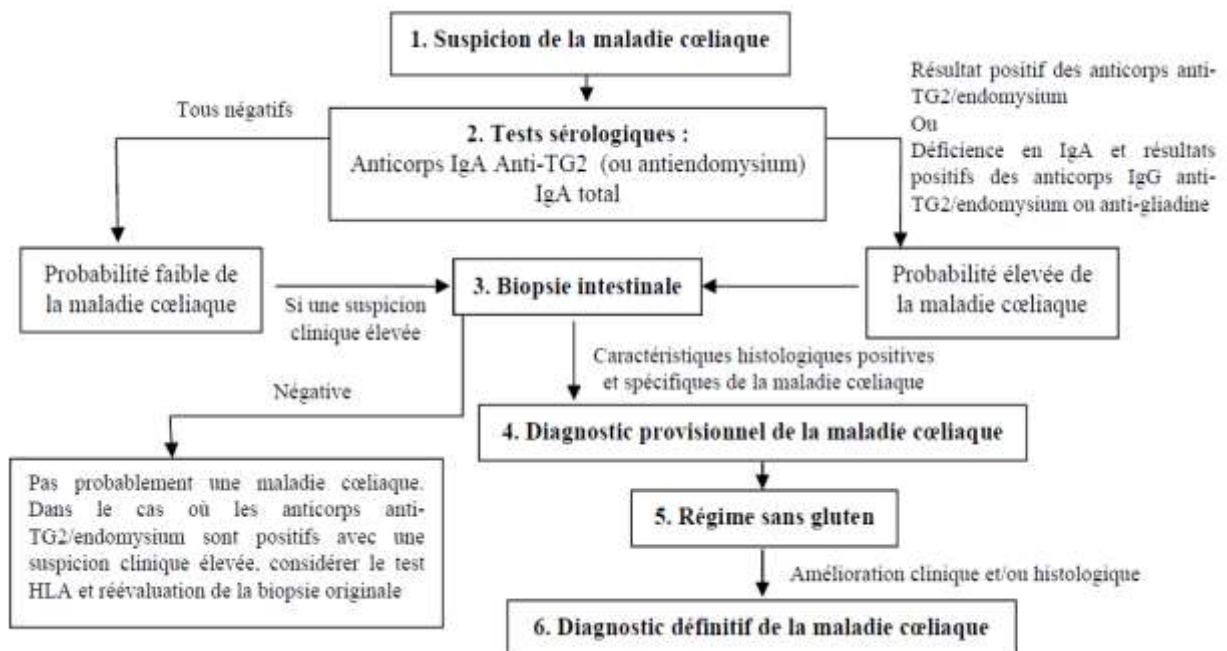 1. Suspicion de la maladie cœliaque
Tous négatifs
Résultat positif des anticorps anti-
TG2/endomysium
Ou
Déficience en IgA et résultats
positifs des anticorps IgG anti-
TG2/endomysium ou anti-gliadine
2. Tests sérologiques :
Anticorps IgA Anti-TG2 (ou antiendomysium)
IgA total
Probabilité faible de
la maladie cœliaque
Si une suspicion
clinique élevée
3. Biopsie intestinale
Probabilité élevée de
la maladie cœliaque
Caractéristiques histologiques positives
et spécifiques de la maladie cœliaque
Négative
4. Diagnostic provisionnel de la maladie cœliaque
Pas probablement une maladie cœliaque.
Dans le cas où les anticorps anti-
TG2/endomysium sont positifs avec une
suspicion clinique élevée, considérer le test
HLA et réévaluation de la biopsie originale
5. Régime sans gluten
Amélioration clinique et/ou histologique
6. Diagnostic définitif de la maladie cœliaque